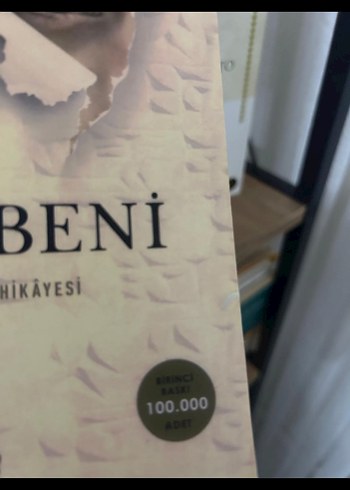 BENİ
HİKÂYESİ
BİRİNCİ
BASKI
100.000
ADET